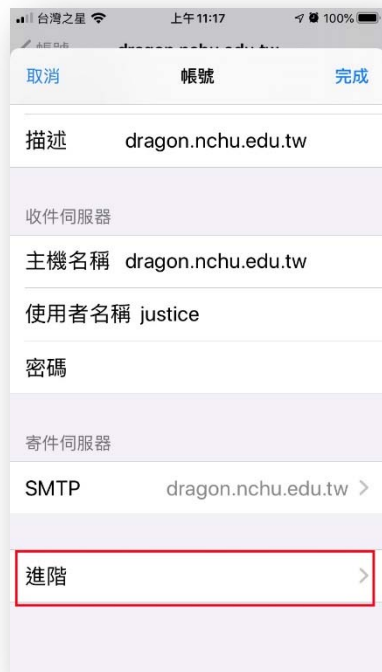 台灣之星 上午11:17 100%
取消 帳號 完成
描述 dragon.nchu.edu.tw
收件伺服器
主機名稱 dragon.nchu.edu.tw
使用者名稱 justice
密碼
寄件伺服器
SMTP dragon.nchu.edu.tw >
進階 >